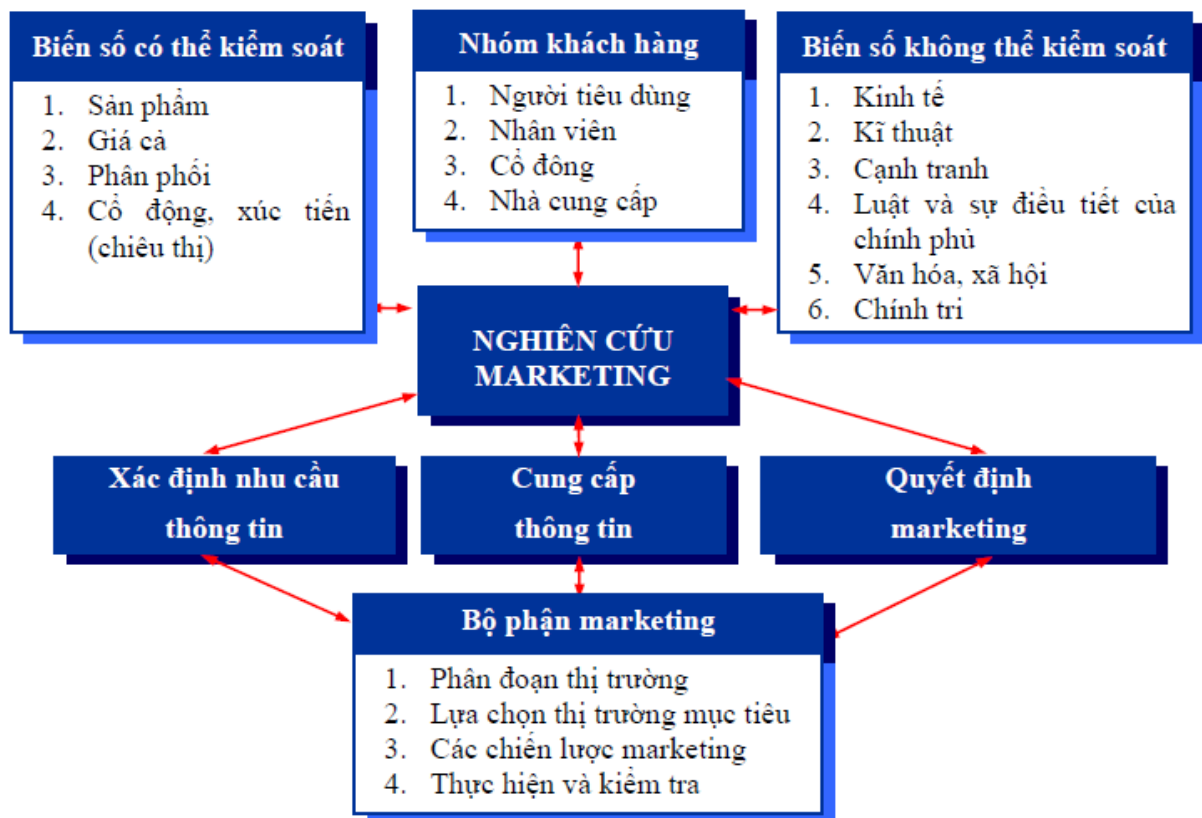 Biến số có thể kiểm soát
1. Sản phẩm
2. Giá cả
3. Phân phối
4. Cổ động, xúc tiến
(chiêu thị)
Nhóm khách hàng
1. Người tiêu dùng
2. Nhân viên
3. Cổ đông
4. Nhà cung cấp
Biến số không thể kiểm soát
1. Kinh tế
2. Kĩ thuật
3. Cạnh tranh
4. Luật và sự điều tiết của
chính phủ
5. Văn hóa, xã hội
6. Chính tri
NGHIÊN CỨU
MARKETING
Xác định nhu cầu
thông tin
Cung cấp
thông tin
Quyết định
marketing
Bộ phận marketing
1. Phân đoạn thị trường
2. Lựa chọn thị trường mục tiêu
3. Các chiến lược marketing
4. Thực hiện và kiểm tra